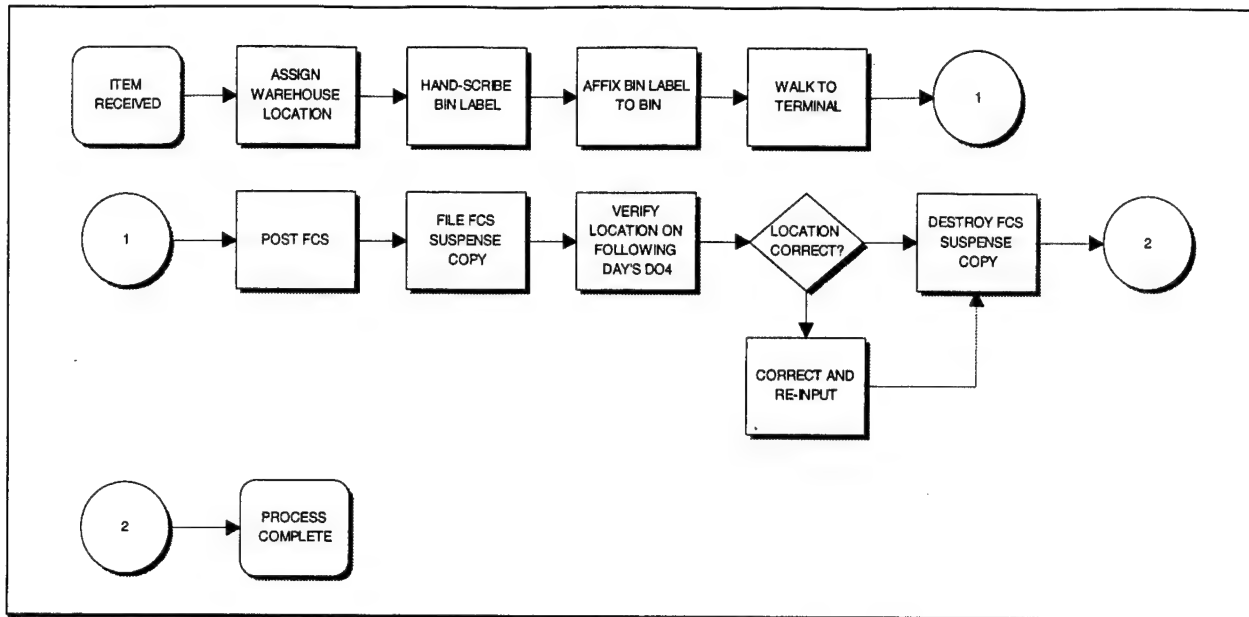 ITEM
RECEIVED
ASSIGN
WAREHOUSE
LOCATION
HAND-SCRIBE
BIN LABEL
AFFIX BIN LABEL
TO BIN
WALK TO
TERMINAL
1
1
POST FCS
FILE FCS
SUSPENSE
COPY
VERIFY
LOCATION ON
FOLLOWING
DAY'S DO4
LOCATION
CORRECT?
DESTROY FCS
SUSPENSE
COPY
2
CORRECT AND
RE-INPUT
2
PROCESS
COMPLETE